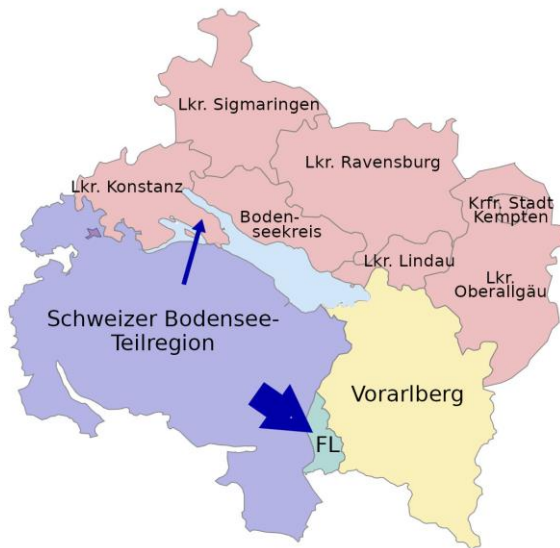 Lkr. Sigmaringen
Lkr. Ravensburg
Lkr. Konstanz
Krfr. Stadt
Kempten
Boden-
seekreis
Lkr. Lindau
Lkr.
Oberallgäu
Schweizer Bodensee-
Teilregion
Vorarlberg
FL